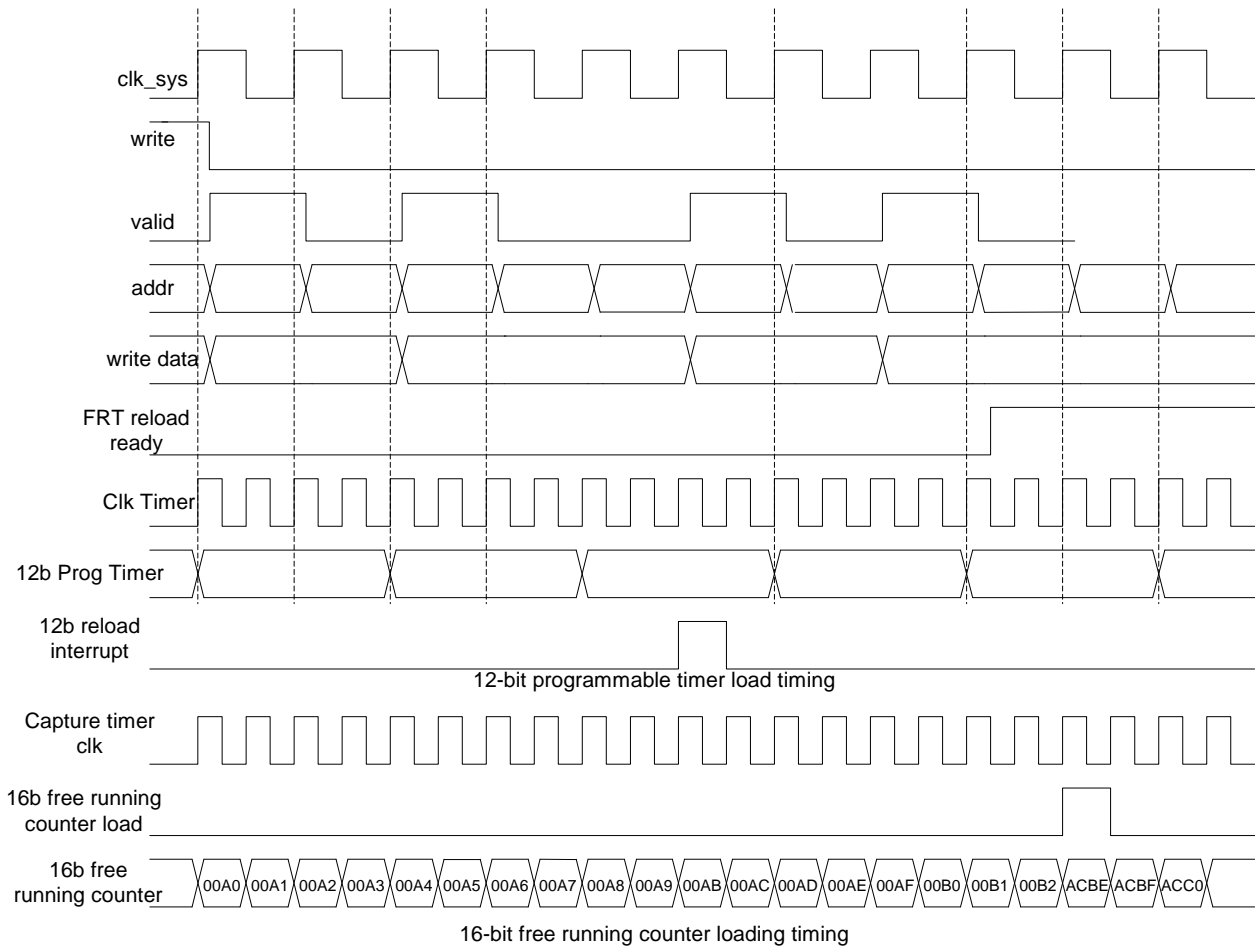 clk_sys
write
valid
addr
write data
FRT reload
ready
Clk Timer
12b Prog Timer
12b reload
interrupt
12-bit programmable timer load timing
Capture timer
clk
16b free running
counter load
16b free
running counter
00A0 00A1 00A2 00A3 00A4 00A5 00A6 00A7 00A8 00A9 00AB 00AC 00AD 00AE 00AF 00B0 00B1 00B2 ACBE ACBF ACC0
16-bit free running counter loading timing